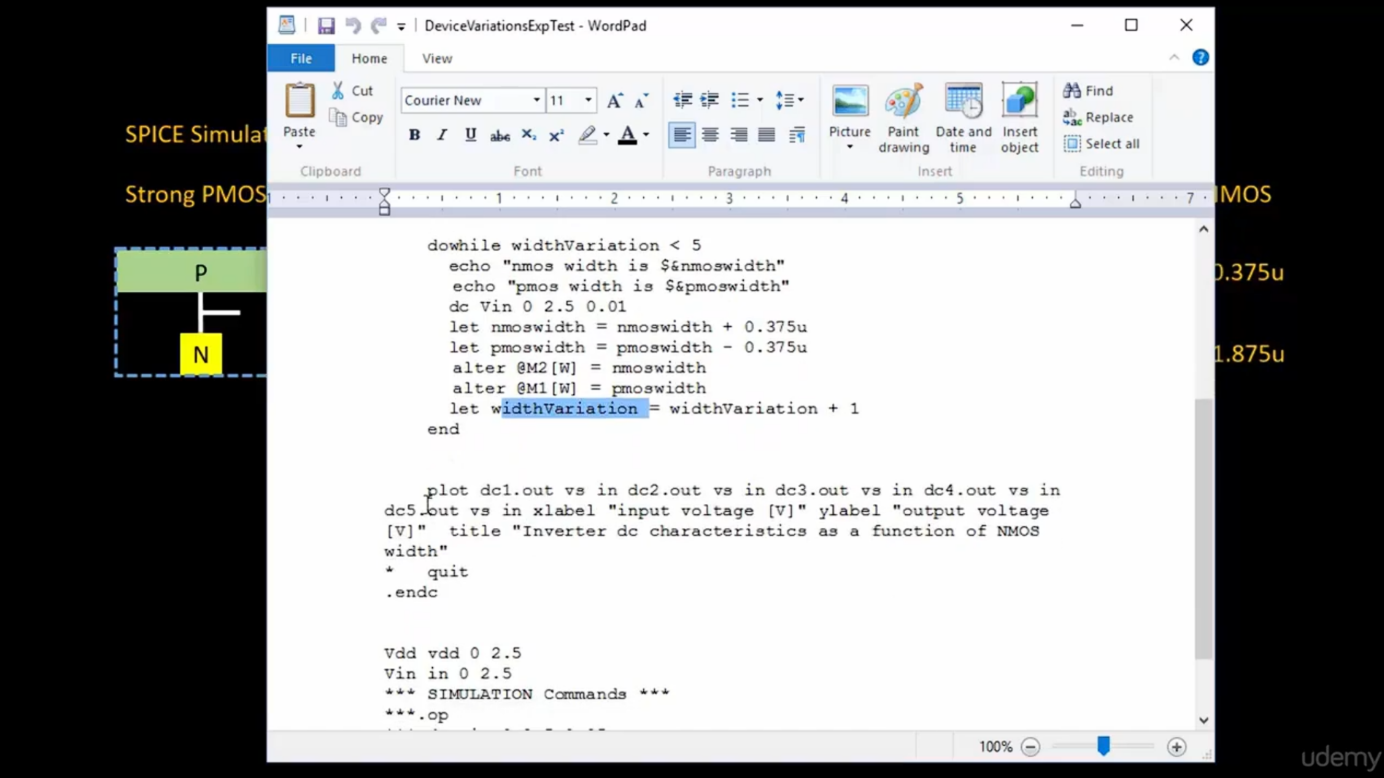 DeviceVariationsExpTest - WordPad
File Home View
Cut
Copy
Paste
Courier New 11
B I U abc X₂ X²
A
Picture
Paint drawing
Date and time
Insert object
Find
Replace
Select all
Clipboard Font Paragraph Insert Editing
1 1 2 3 4 5 7
SPICE Simulat
Strong PMOS
P
N
MOS
0.375u
1.875u
dowhile widthVariation < 5
echo "nmos width is $&nmoswidth"
echo "pmos width is $&pmoswidth"
dc Vin 0 2.5 0.01
let nmoswidth = nmoswidth + 0.375u
let pmoswidth = pmoswidth - 0.375u
alter @M2[W] = nmoswidth
alter @M1[W] = pmoswidth
let widthVariation = widthVariation + 1
end
plot dc1.out vs in dc2.out vs in dc3.out vs in dc4.out vs in
dc5.out vs in xlabel "input voltage [V]" ylabel "output voltage
[V]" title "Inverter dc characteristics as a function of NMOS
width"
* quit
.endc
Vdd vdd 0 2.5
Vin in 0 2.5
*** SIMULATION Commands ***
***.op
100%
udemy